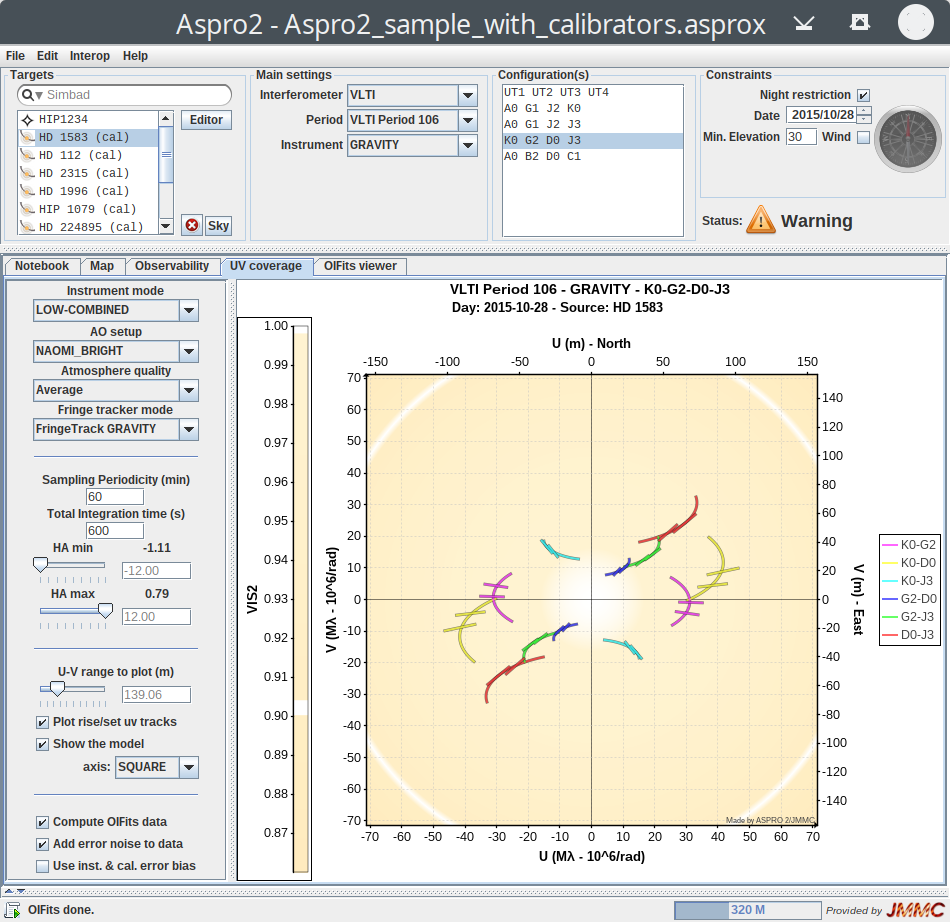 Aspro2 - Aspro2_sample_with_calibrators.asprox
File Edit Interop Help
Targets
Simbad
HIP1234
HD 1583 (cal)
HD 112 (cal)
HD 2315 (cal)
HD 1996 (cal)
HIP 1079 (cal)
HD 224895 (cal)
Editor
Sky
Main settings
Interferometer VLTI
Period VLTI Period 106
Instrument GRAVITY
Configuration(s)
UT1 UT2 UT3 UT4
A0 G1 J2 K0
A0 G1 J2 J3
K0 G2 D0 J3
A0 B2 D0 C1
Constraints
Night restriction
Date 2015/10/28
Min. Elevation 30 Wind
Status: Warning
Notebook Map Observability UV coverage OIFits viewer
Instrument mode
LOW-COMBINED
AO setup
NAOMI_BRIGHT
Atmosphere quality
Average
Fringe tracker mode
FringeTrack GRAVITY
Sampling Periodicity (min)
60
Total Integration time (s)
600
HA min -1.11
-12.00
HA max 0.79
12.00
U-V range to plot (m)
139.06
Plot rise/set uv tracks
Show the model
axis: SQUARE
Compute OIFits data
Add error noise to data
Use inst. & cal. error bias
VLTI Period 106 - GRAVITY - K0-G2-D0-J3
Day: 2015-10-28 - Source: HD 1583
1.00
0.99
0.98
0.97
0.96
0.95
0.94
0.93
0.92
0.91
0.90
0.89
0.88
0.87
VIS2
U (m) - North
-150 -100 -50 0 50 100 150
70
60
50
40
30
20
10
0
-10
-20
-30
-40
-50
-60
-70
V (Mλ - 10^6/rad)
140
120
100
80
60
40
20
0
-20
-40
-60
-80
-100
-120
-140
V (m) - East
Made by ASPRO 2/JMMC
-70 -60 -50 -40 -30 -20 -10 0 10 20 30 40 50 60 70
U (Mλ - 10^6/rad)
K0-G2
K0-D0
K0-J3
G2-D0
G2-J3
D0-J3
OIFits done.
320 M
Provided by JMMC